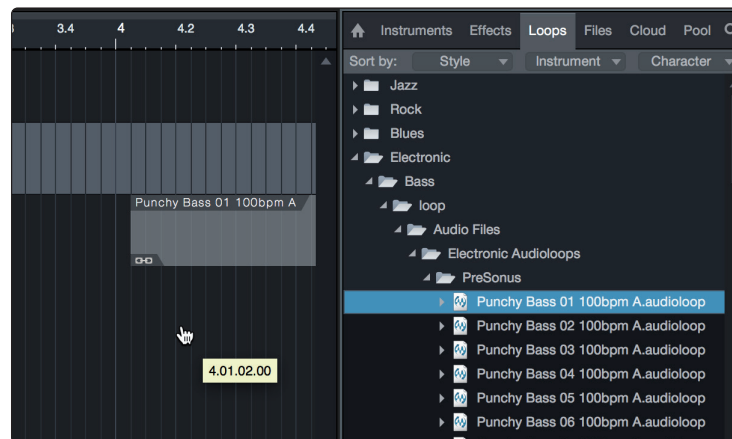 3.4 4 4.2 4.3 4.4
Punchy Bass 01 100bpm A
4.01.02.00
Instruments Effects Loops Files Cloud Pool
Sort by: Style Instrument Character
Jazz
Rock
Blues
Electronic
Bass
loop
Audio Files
Electronic Audioloops
PreSonus
Punchy Bass 01 100bpm A.audioloop
Punchy Bass 02 100bpm A.audioloop
Punchy Bass 03 100bpm A.audioloop
Punchy Bass 04 100bpm A.audioloop
Punchy Bass 05 100bpm A.audioloop
Punchy Bass 06 100bpm A.audioloop